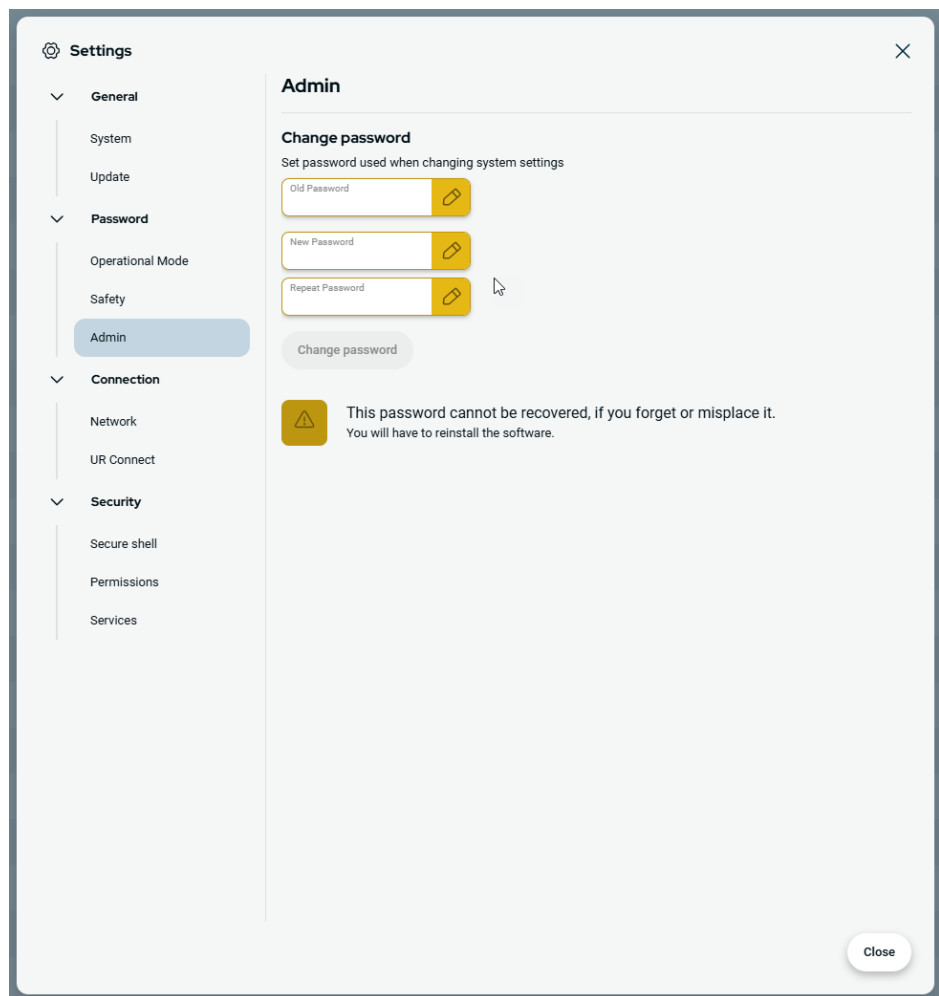 Settings
General
System
Update
Password
Operational Mode
Safety
Admin
Connection
Network
UR Connect
Security
Secure shell
Permissions
Services
Admin
Change password
Set password used when changing system settings
Old Password
New Password
Repeat Password
Change password
This password cannot be recovered, if you forget or misplace it.
You will have to reinstall the software.
Close